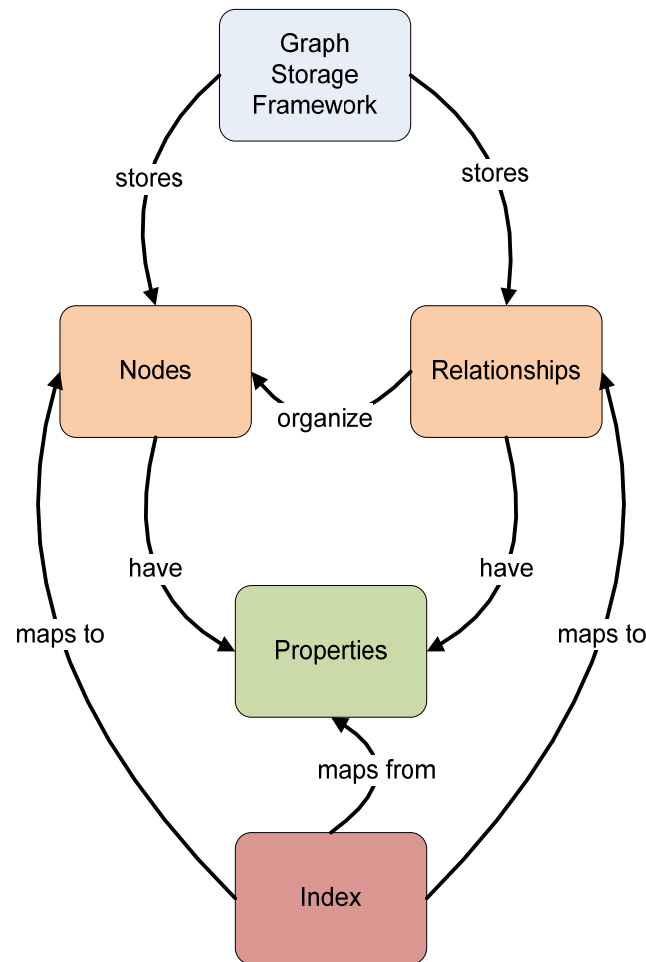 Graph
Storage
Framework
stores
stores
Nodes
Relationships
organize
have
have
Properties
maps to
maps to
maps from
Index